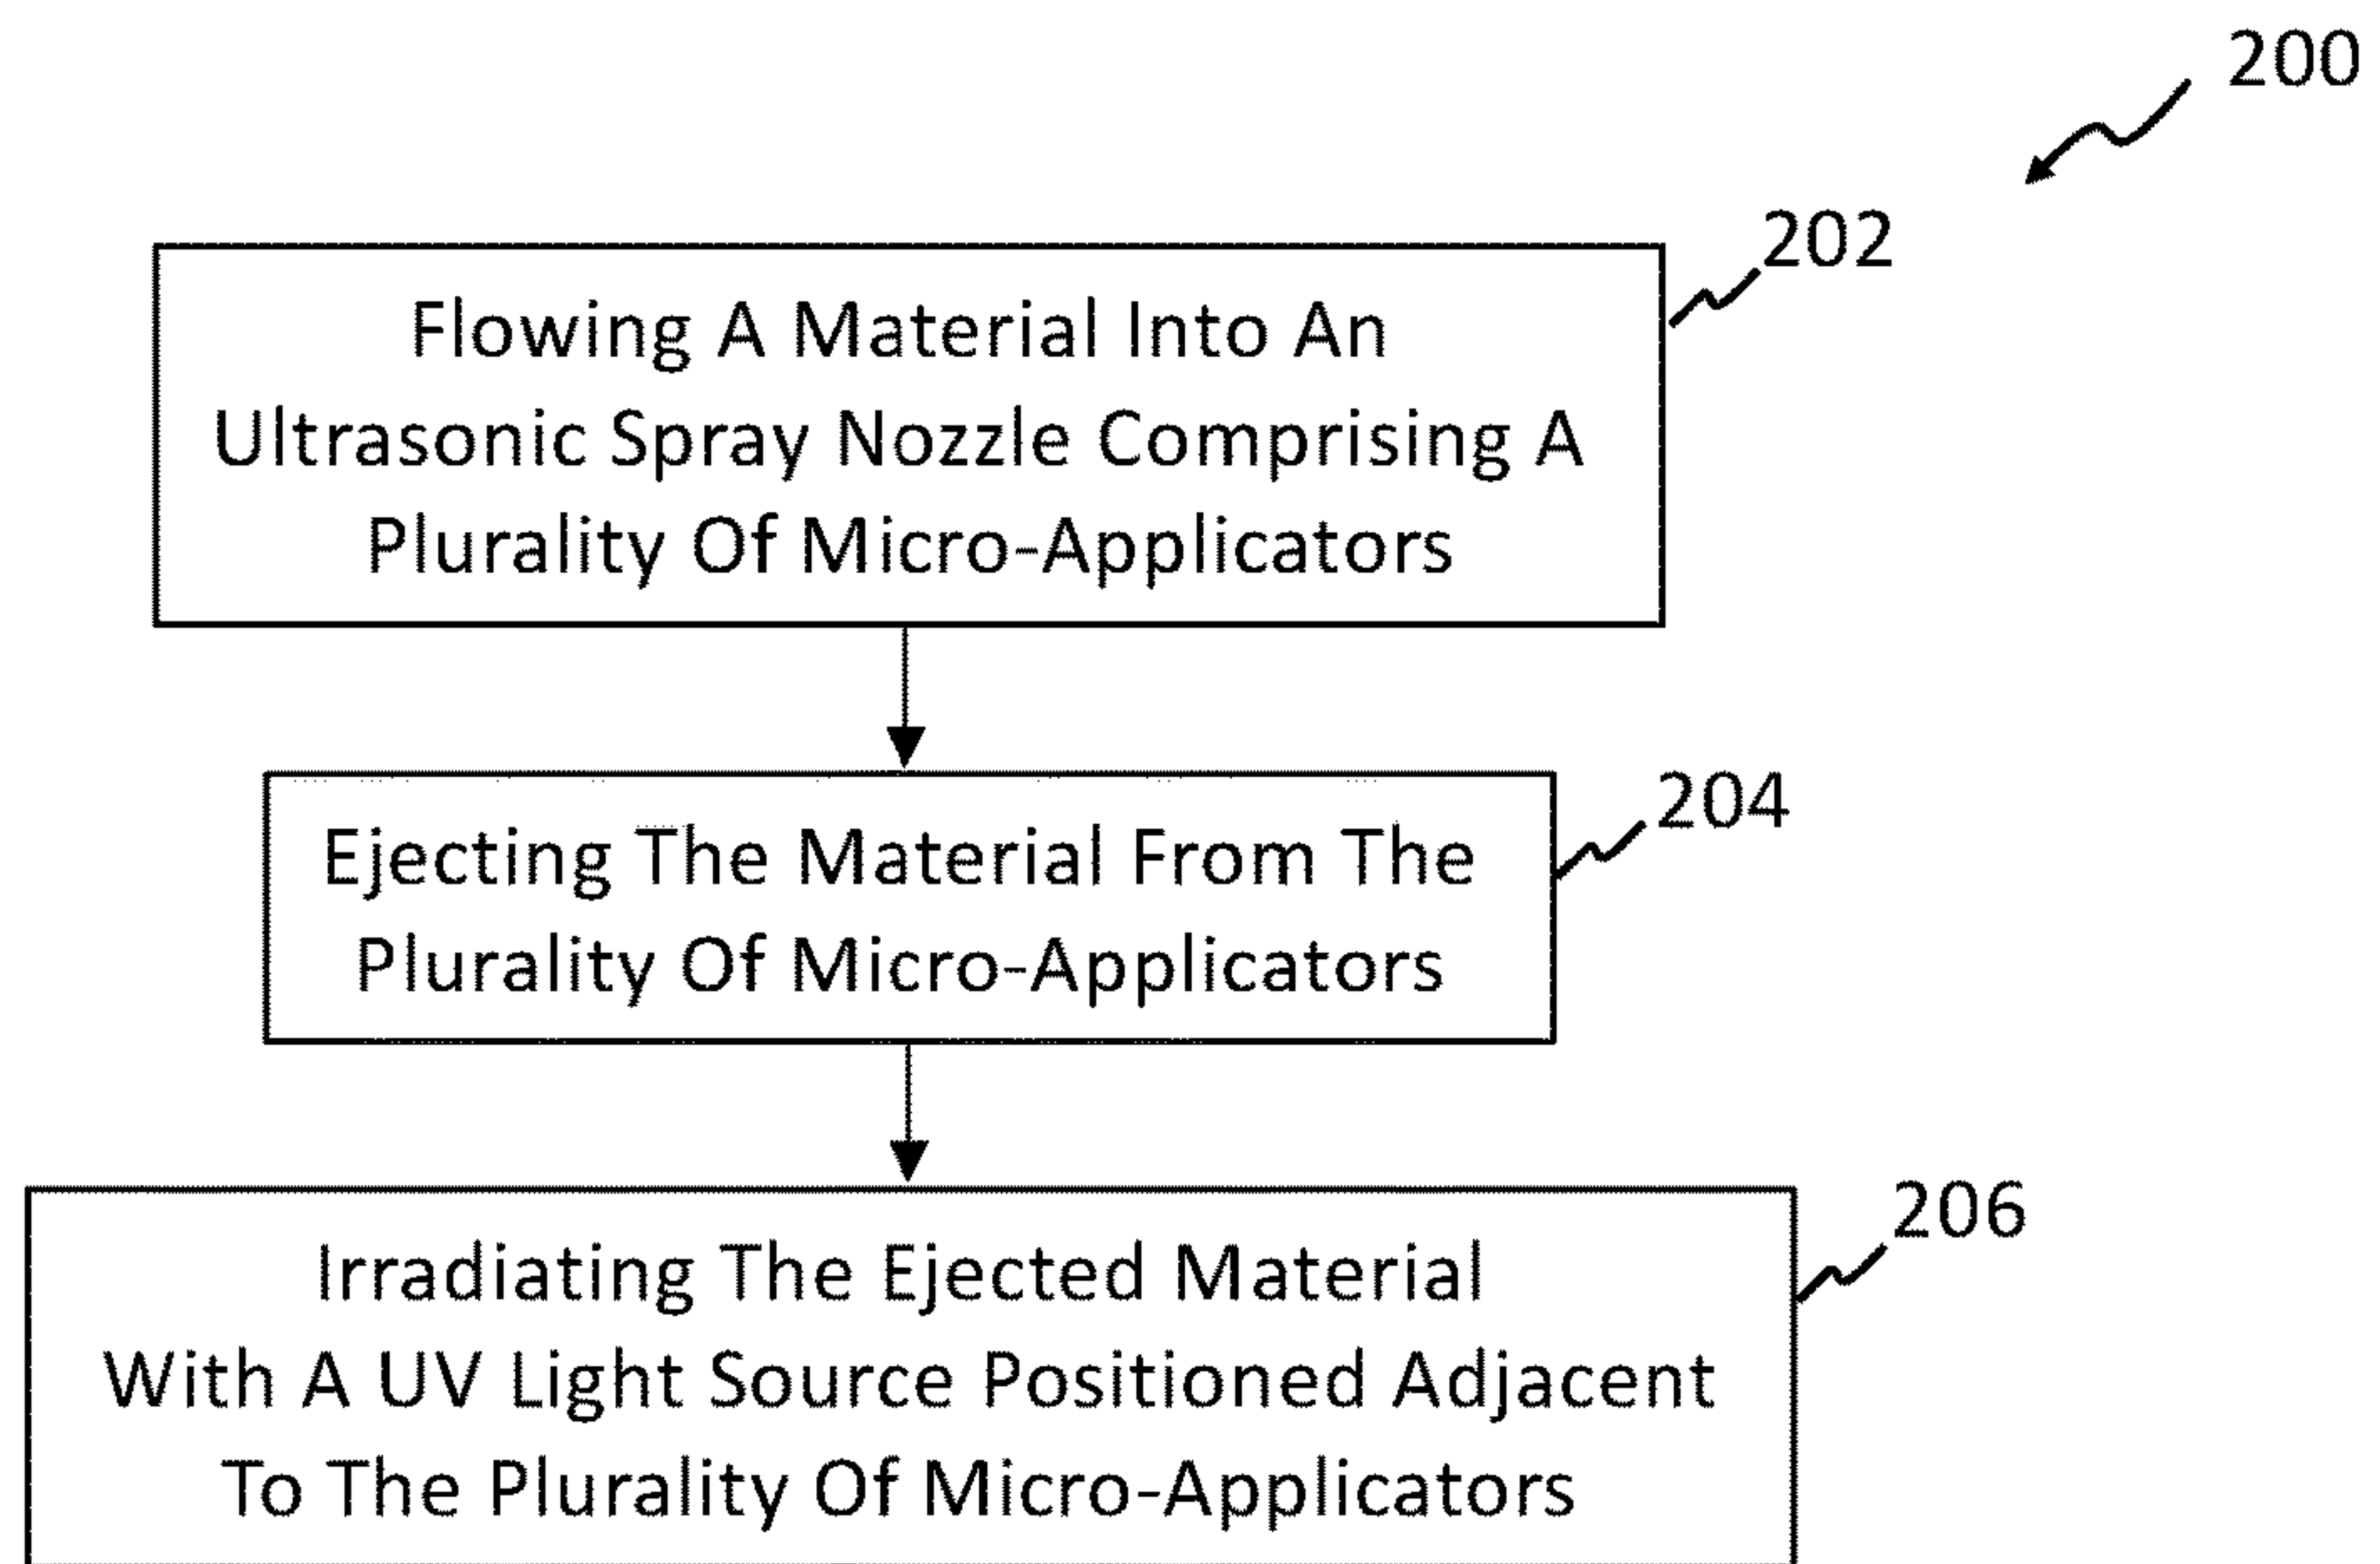 200
202
Flowing A Material Into An
Ultrasonic Spray Nozzle Comprising A
Plurality Of Micro-Applicators
204
Ejecting The Material From The
Plurality Of Micro-Applicators
206
Irradiating The Ejected Material
With A UV Light Source Positioned Adjacent
To The Plurality Of Micro-Applicators